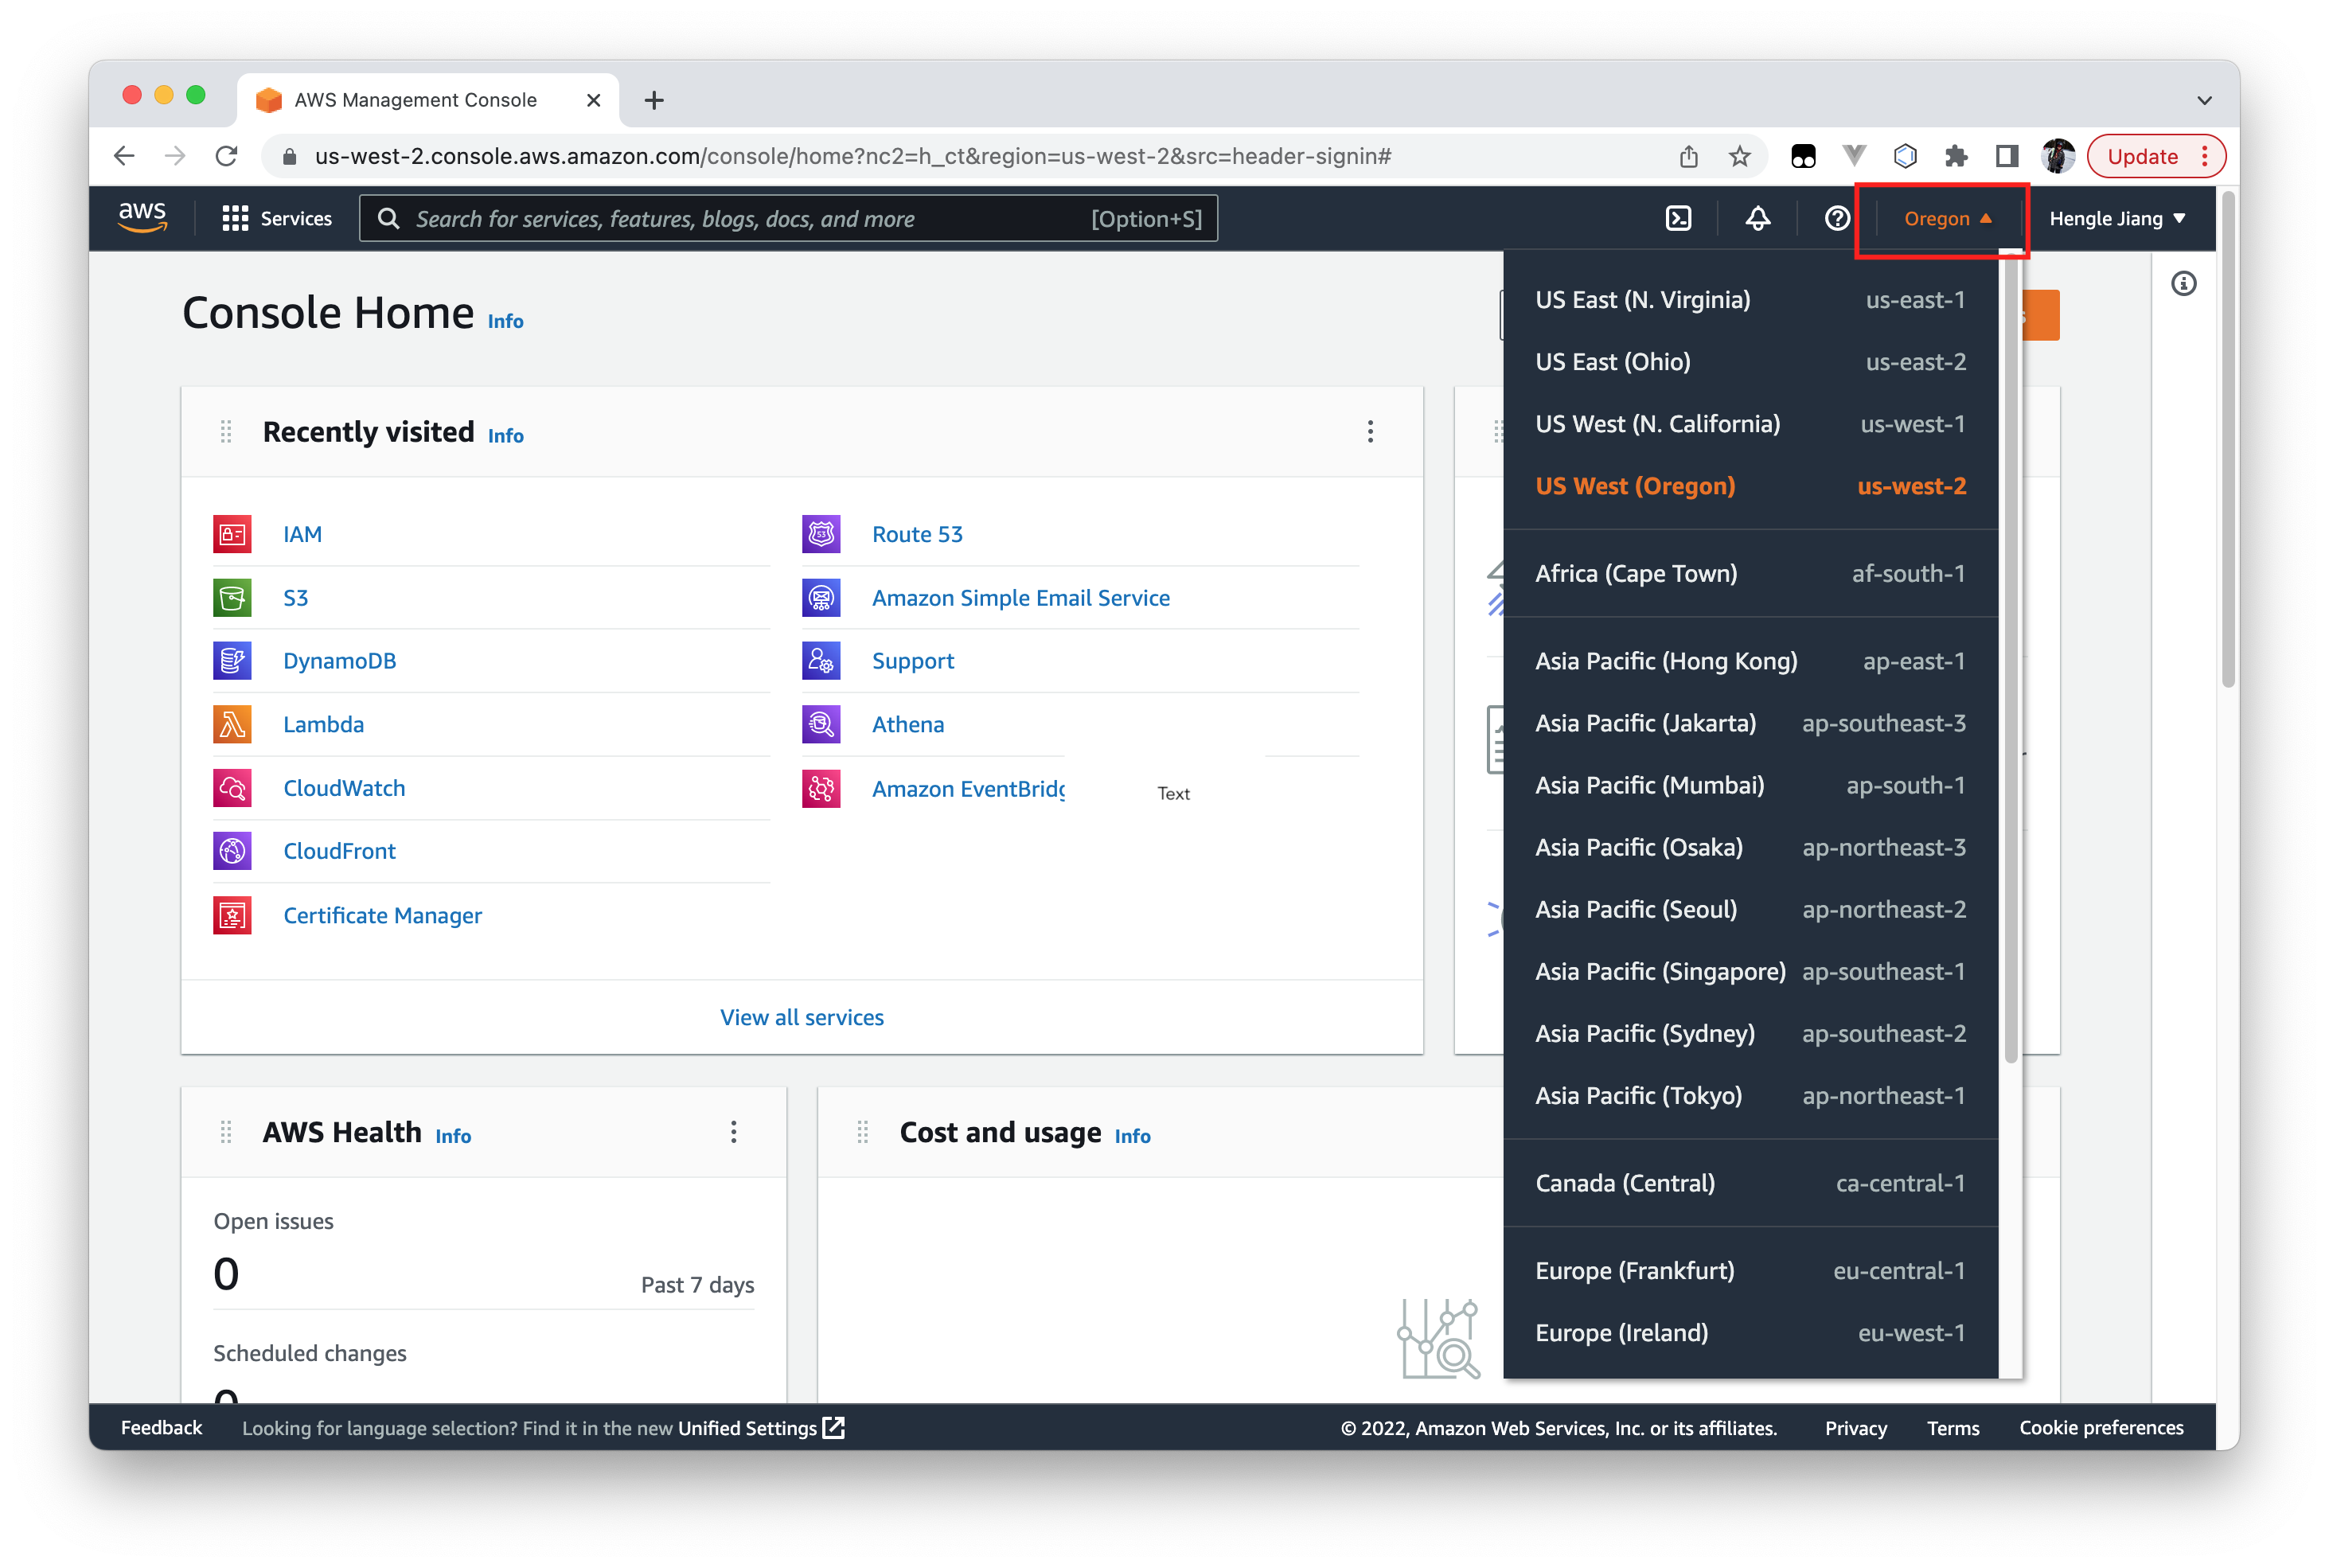 AWS Management Console
us-west-2.console.aws.amazon.com/console/home?nc2=h_ct&region=us-west-2&src=header-signin#
Update
aws
Services
Search for services, features, blogs, docs, and more [Option+S]
Oregon
Hengle Jiang
Console Home Info
Recently visited Info
IAM
S3
DynamoDB
Lambda
CloudWatch
CloudFront
Certificate Manager
Route 53
Amazon Simple Email Service
Support
Athena
Amazon EventBridg
Text
View all services
US East (N. Virginia) us-east-1
US East (Ohio) us-east-2
US West (N. California) us-west-1
US West (Oregon) us-west-2
Africa (Cape Town) af-south-1
Asia Pacific (Hong Kong) ap-east-1
Asia Pacific (Jakarta) ap-southeast-3
Asia Pacific (Mumbai) ap-south-1
Asia Pacific (Osaka) ap-northeast-3
Asia Pacific (Seoul) ap-northeast-2
Asia Pacific (Singapore) ap-southeast-1
Asia Pacific (Sydney) ap-southeast-2
Asia Pacific (Tokyo) ap-northeast-1
Canada (Central) ca-central-1
Europe (Frankfurt) eu-central-1
Europe (Ireland) eu-west-1
AWS Health Info
Open issues
0
Past 7 days
Scheduled changes
0
Cost and usage Info
Feedback
Looking for language selection? Find it in the new Unified Settings
© 2022, Amazon Web Services, Inc. or its affiliates.
Privacy
Terms
Cookie preferences